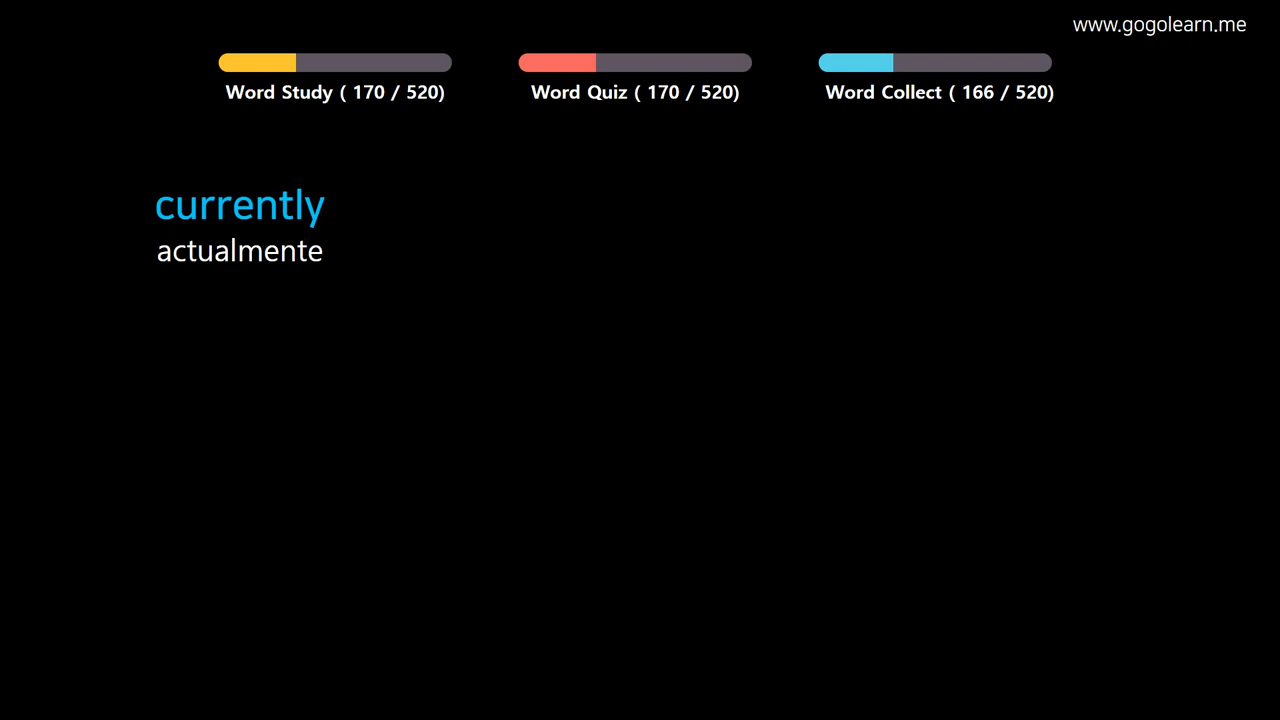 www.gogolearn.me
Word Study ( 170 / 520)
Word Quiz ( 170 / 520)
Word Collect ( 166 / 520)
currently
actualmente